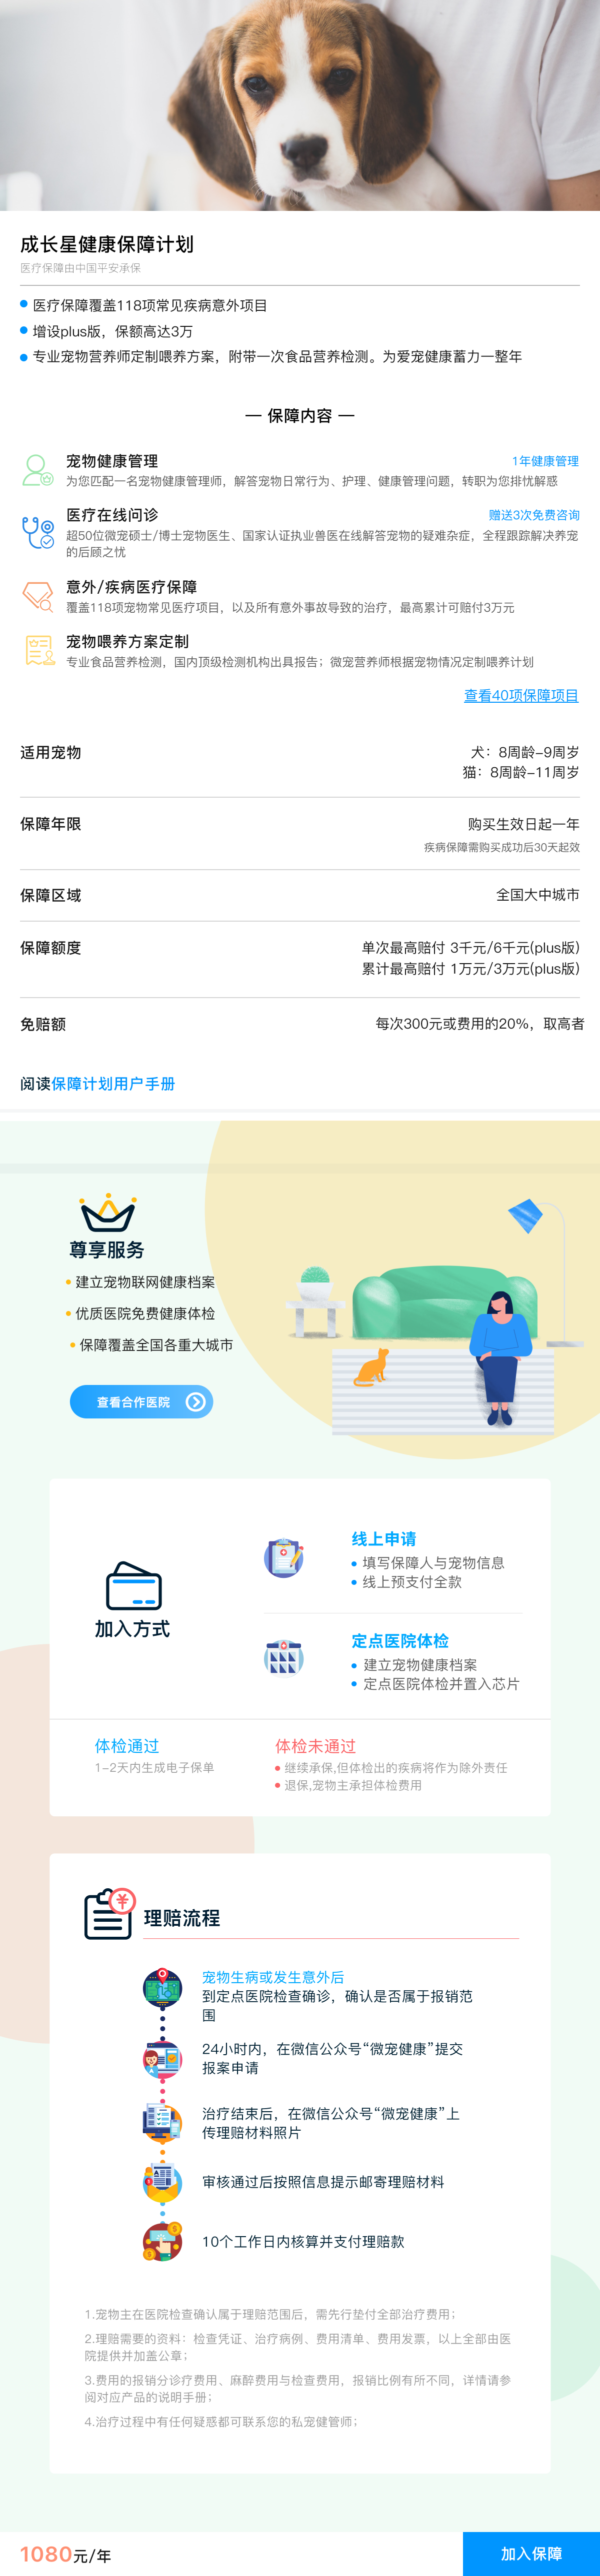 成长星健康保障计划
医疗保障由中国平安承保
医疗保障覆盖118项常见疾病意外项目
增设plus版，保额高达3万
专业宠物营养师定制喂养方案，附带一次食品营养检测。为爱宠健康蓄力一整年
— 保障内容 —
宠物健康管理 1年健康管理
为您匹配一名宠物健康管理师，解答宠物日常行为、护理、健康管理问题，转职为您排忧解惑
医疗在线问诊 赠送3次免费咨询
超50位微宠硕士/博士宠物医生、国家认证执业兽医在线解答宠物的疑难杂症，全程跟踪解决养宠
的后顾之忧
意外/疾病医疗保障
覆盖118项宠物常见医疗项目，以及所有意外事故导致的治疗，最高累计可赔付3万元
宠物喂养方案定制
专业食品营养检测，国内顶级检测机构出具报告；微宠营养师根据宠物情况定制喂养计划
查看40项保障项目
适用宠物 犬：8周龄-9周岁
猫：8周龄-11周岁
保障年限 购买生效日起一年
疾病保障需购买成功后30天起效
保障区域 全国大中城市
保障额度 单次最高赔付 3千元/6千元(plus版)
累计最高赔付 1万元/3万元(plus版)
免赔额 每次300元或费用的20%，取高者
阅读保障计划用户手册
尊享服务
建立宠物联网健康档案
优质医院免费健康体检
保障覆盖全国各重大城市
查看合作医院
加入方式
线上申请
填写保障人与宠物信息
线上预支付全款
定点医院体检
建立宠物健康档案
定点医院体检并置入芯片
体检通过
1-2天内生成电子保单
体检未通过
继续承保,但体检出的疾病将作为除外责任
退保,宠物主承担体检费用
理赔流程
宠物生病或发生意外后
到定点医院检查确诊，确认是否属于报销范
围
24小时内，在微信公众号“微宠健康”提交
报案申请
治疗结束后，在微信公众号“微宠健康”上
传理赔材料照片
审核通过后按照信息提示邮寄理赔材料
10个工作日内核算并支付理赔款
1.宠物主在医院检查确认属于理赔范围后，需先行垫付全部治疗费用；
2.理赔需要的资料：检查凭证、治疗病例、费用清单、费用发票，以上全部由医
院提供并加盖公章；
3.费用的报销分诊疗费用、麻醉费用与检查费用，报销比例有所不同，详情请参
阅对应产品的说明手册；
4.治疗过程中有任何疑惑都可联系您的私宠健管师；
1080元/年 加入保障